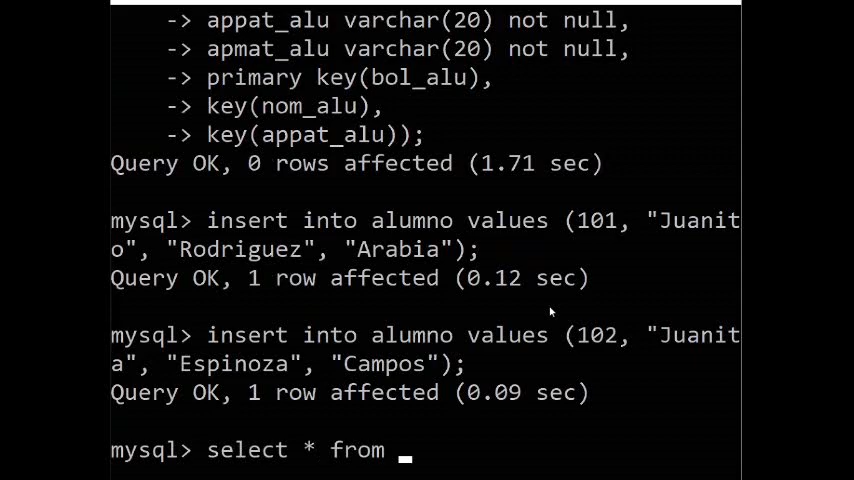 -> appat_alu varchar(20) not null,
-> apmat_alu varchar(20) not null,
-> primary key(bol_alu),
-> key(nom_alu),
-> key(appat_alu));
Query OK, 0 rows affected (1.71 sec)
mysql> insert into alumno values (101, "Juanit
o", "Rodriguez", "Arabia");
Query OK, 1 row affected (0.12 sec)
mysql> insert into alumno values (102, "Juanit
a", "Espinoza", "Campos");
Query OK, 1 row affected (0.09 sec)
mysql> select * from _